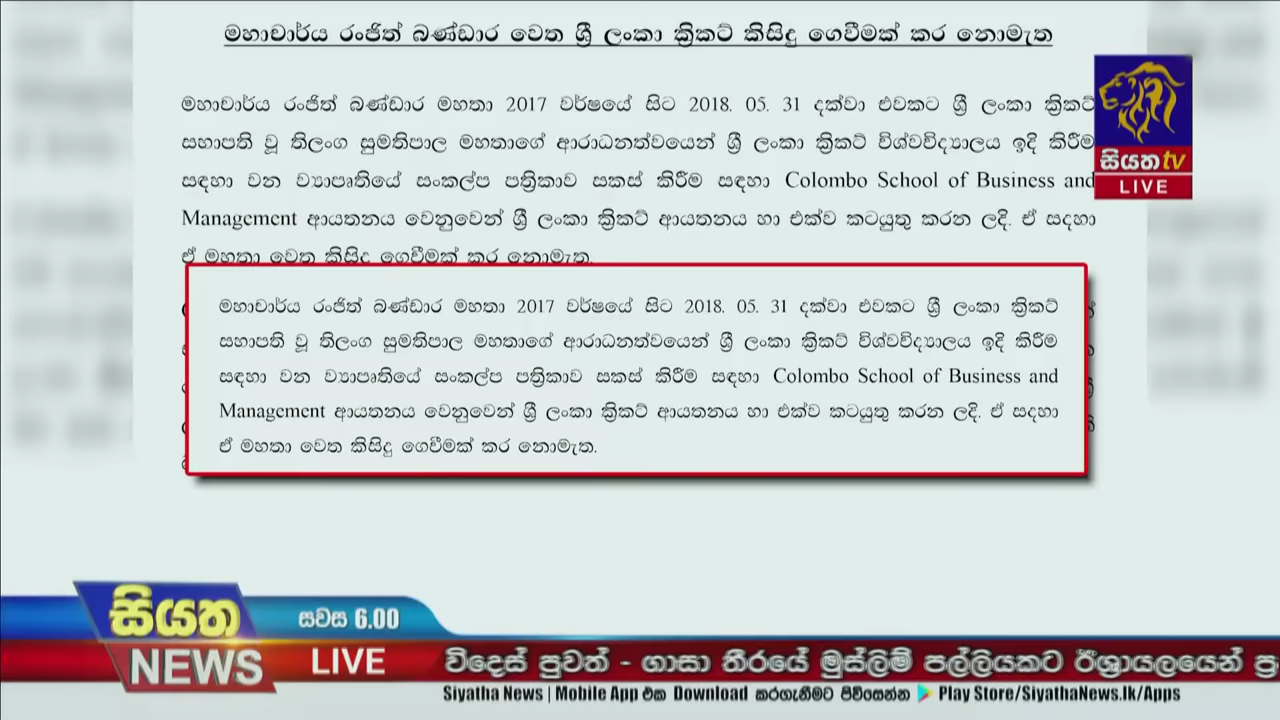 මහාචාර්ය රංජිත් බණ්ඩාර වෙත ශ්‍රී ලංකා ක්‍රිකට් කිසිදු ගෙවීමක් කර නොමැත
මහාචාර්ය රංජිත් බණ්ඩාර මහතා 2017 වර්ෂයේ සිට 2018. 05. 31 දක්වා එවකට ශ්‍රී ලංකා ක්‍රිකට්
සභාපති වූ තිලංග සුමතිපාල මහතාගේ ආරාධනත්වයෙන් ශ්‍රී ලංකා ක්‍රිකට් විශ්වවිද්‍යාලය ඉදි කිරීම
සඳහා වන ව්‍යාපෘතියේ සංකල්ප පත්‍රිකාව සකස් කිරීම සඳහා Colombo School of Business and
Management ආයතනය වෙනුවෙන් ශ්‍රී ලංකා ක්‍රිකට් ආයතනය හා එක්ව කටයුතු කරන ලදි. ඒ සදහා
ඒ මහතා වෙත කිසිදු ගෙවීමක් කර නොමැත.
මහාචාර්ය රංජිත් බණ්ඩාර මහතා 2017 වර්ෂයේ සිට 2018. 05. 31 දක්වා එවකට ශ්‍රී ලංකා ක්‍රිකට්
සභාපති වූ තිලංග සුමතිපාල මහතාගේ ආරාධනත්වයෙන් ශ්‍රී ලංකා ක්‍රිකට් විශ්වවිද්‍යාලය ඉදි කිරීම
සඳහා වන ව්‍යාපෘතියේ සංකල්ප පත්‍රිකාව සකස් කිරීම සඳහා Colombo School of Business and
Management ආයතනය වෙනුවෙන් ශ්‍රී ලංකා ක්‍රිකට් ආයතනය හා එක්ව කටයුතු කරන ලදි. ඒ සදහා
ඒ මහතා වෙත කිසිදු ගෙවීමක් කර නොමැත.
සියත tv
LIVE
සියත
NEWS
සවස 6.00
LIVE
විදෙස් පුවත් - ගාසා තීරයේ මුස්ලිම් පල්ලියකට ඊශ්‍රායලයෙන්
Siyatha News | Mobile App එක Download කරගැනීමට පිවිසෙන්න Play Store/SiyathaNews.lk/Apps